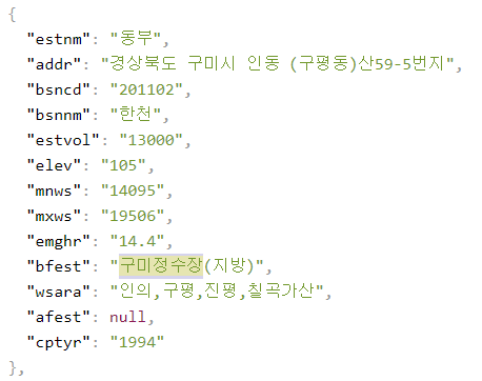 {
"estnm": "동부",
"addr": "경상북도 구미시 인동 (구평동)산59-5번지",
"bsncd": "201102",
"bsnnm": "한천",
"estvol": "13000",
"elev": "105",
"mnws": "14095",
"mxws": "19506",
"emghr": "14.4",
"bfest": "구미정수장(지방)",
"wsara": "인의,구평,진평,칠곡가산",
"afest": null,
"cptyr": "1994"
},